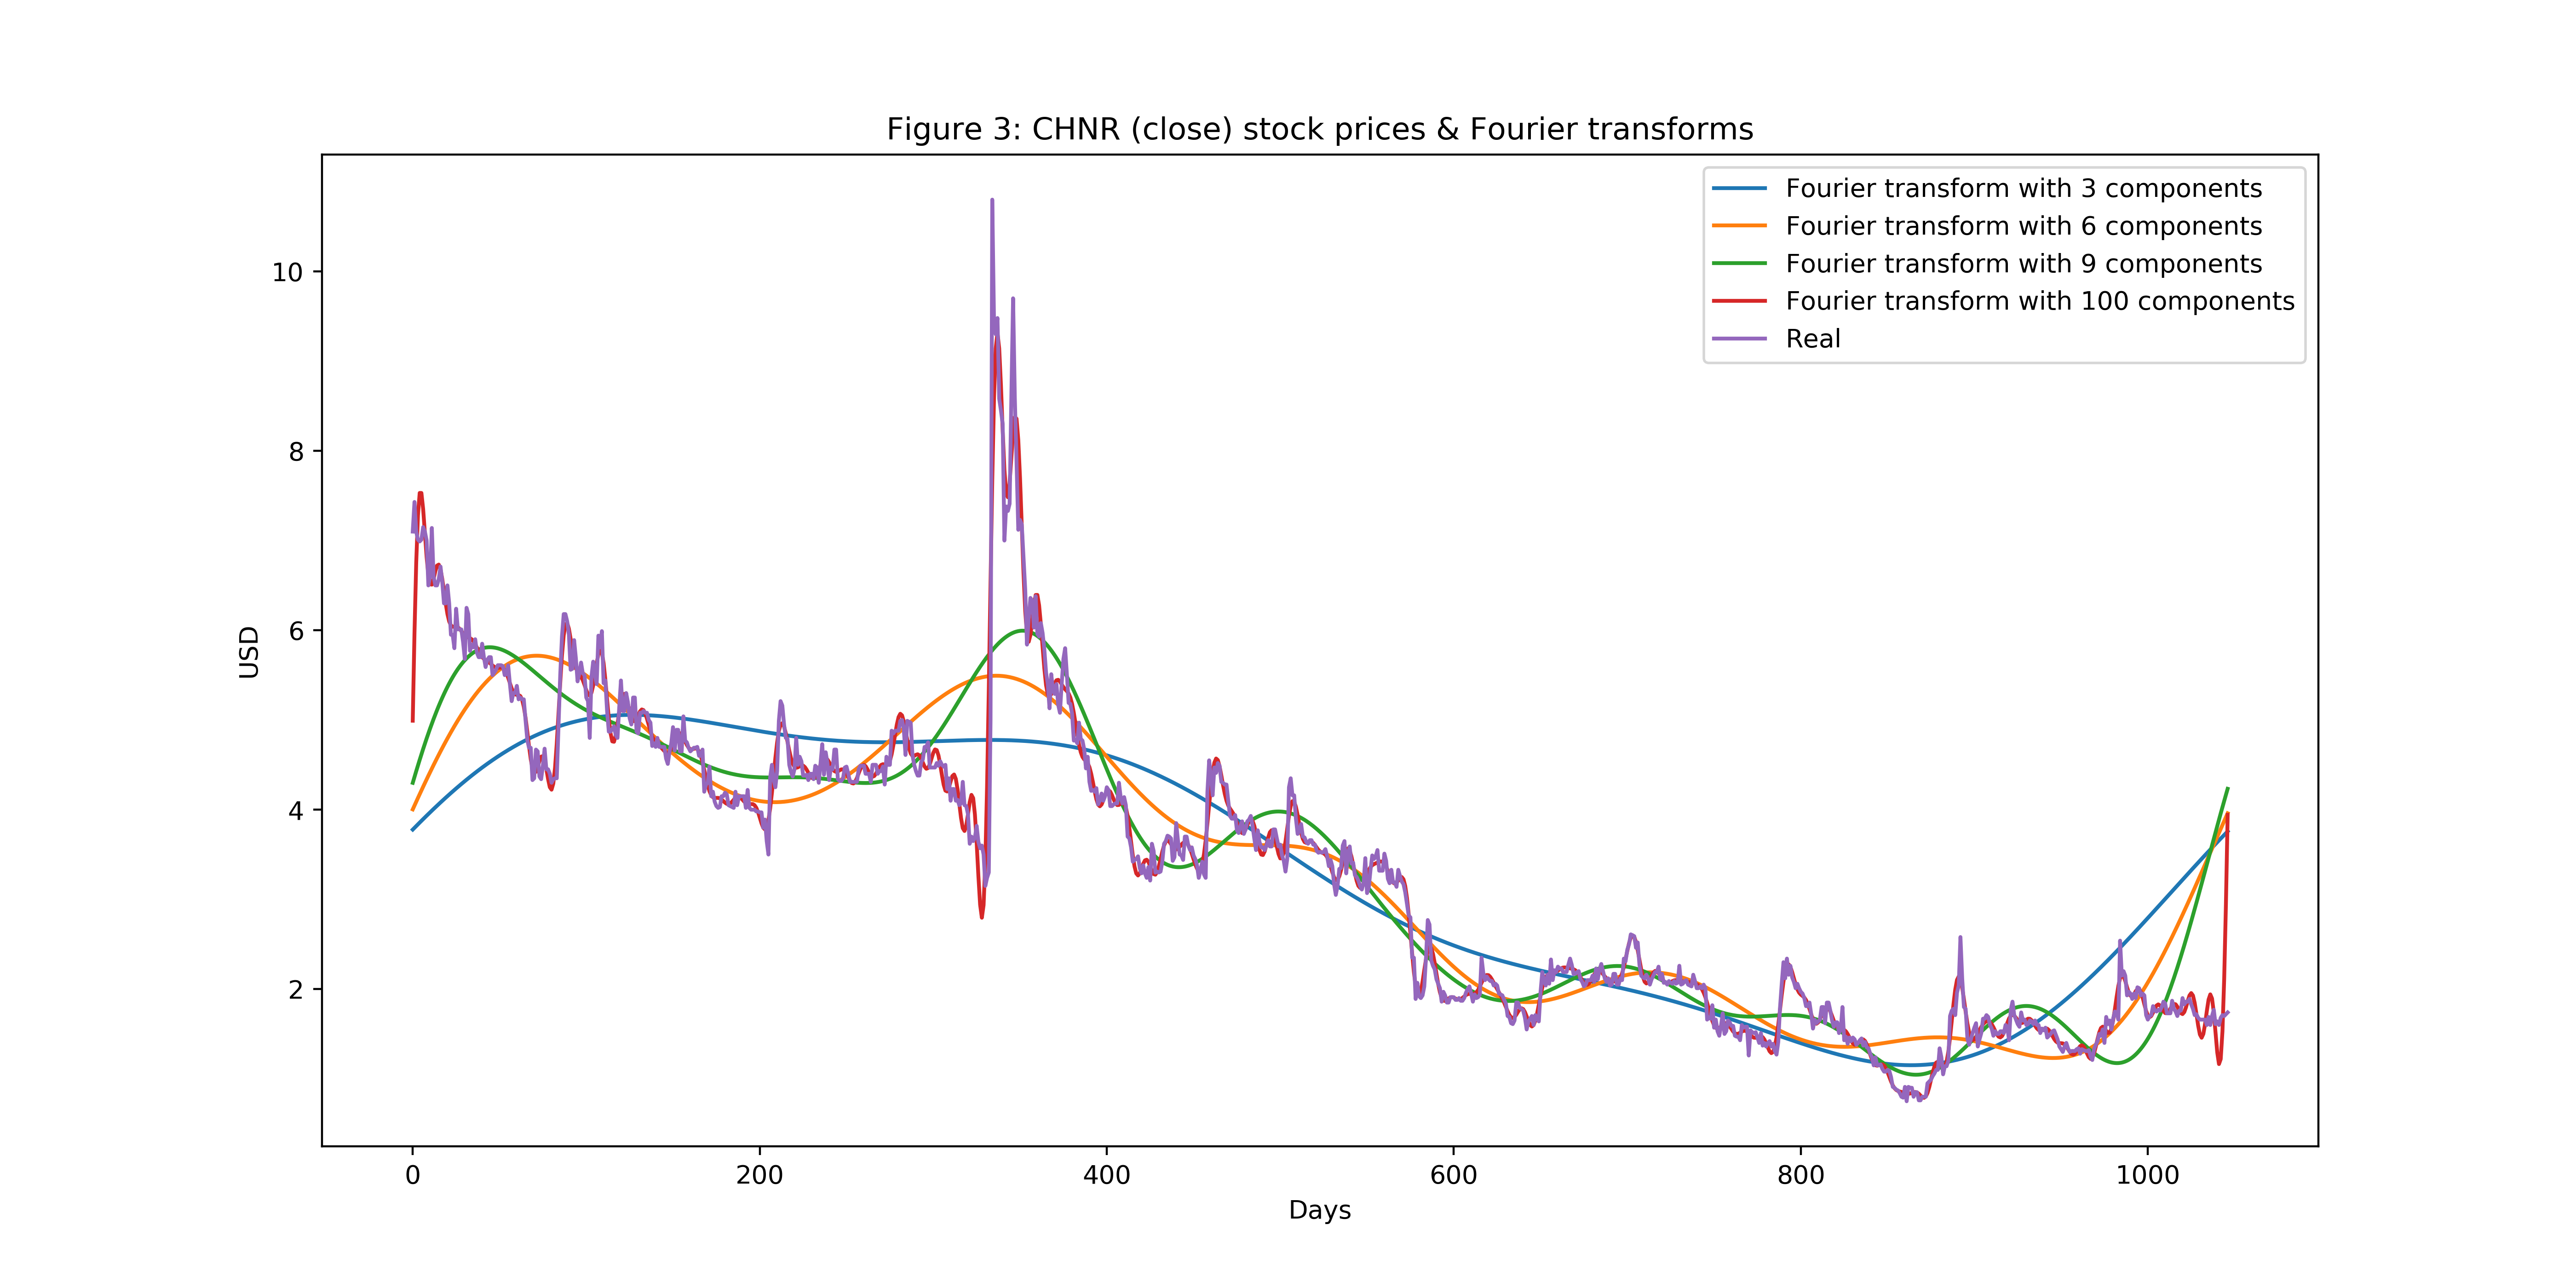 Figure 3: CHNR (close) stock prices & Fourier transforms
Fourier transform with 3 components
Fourier transform with 6 components
Fourier transform with 9 components
Fourier transform with 100 components
Real
10
8
6
4
2
USD
0 200 400 600 800 1000
Days